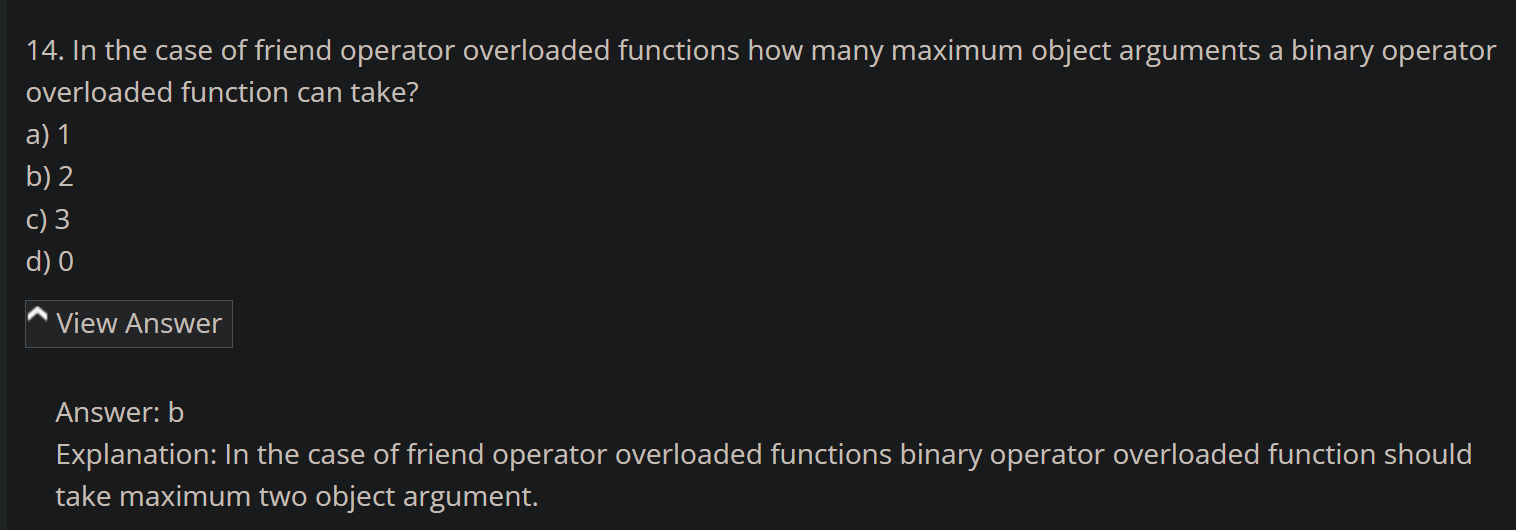 14. In the case of friend operator overloaded functions how many maximum object arguments a binary operator
overloaded function can take?
a) 1
b) 2
c) 3
d) 0
View Answer
Answer: b
Explanation: In the case of friend operator overloaded functions binary operator overloaded function should
take maximum two object argument.